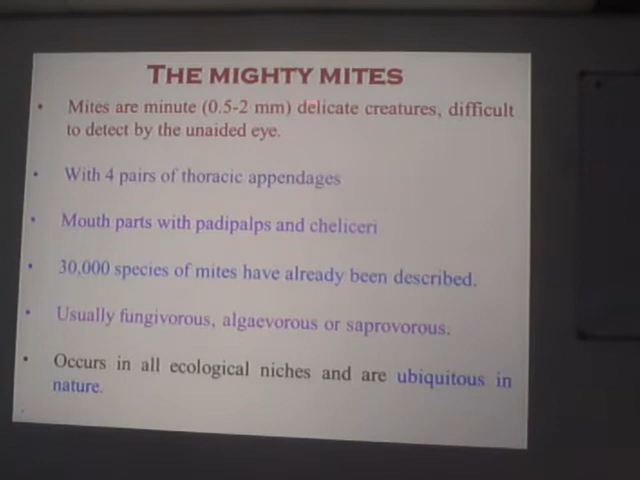 THE MIGHTY MITES
• Mites are minute (0.5-2 mm) delicate creatures, difficult
to detect by the unaided eye.
• With 4 pairs of thoracic appendages
• Mouth parts with padipalps and cheliceri
• 30,000 species of mites have already been described.
• Usually fungivorous, algaevorous or saprovorous.
• Occurs in all ecological niches and are ubiquitous in
nature.